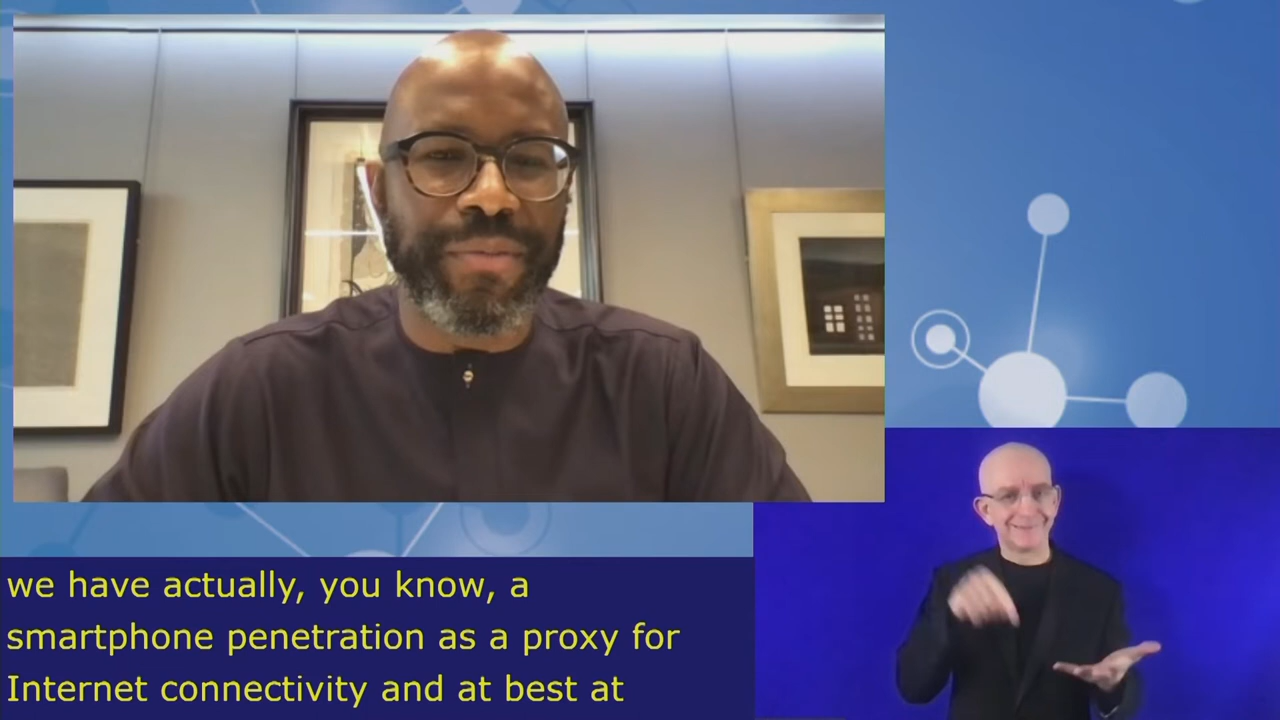 we have actually, you know, a
smartphone penetration as a proxy for
Internet connectivity and at best at